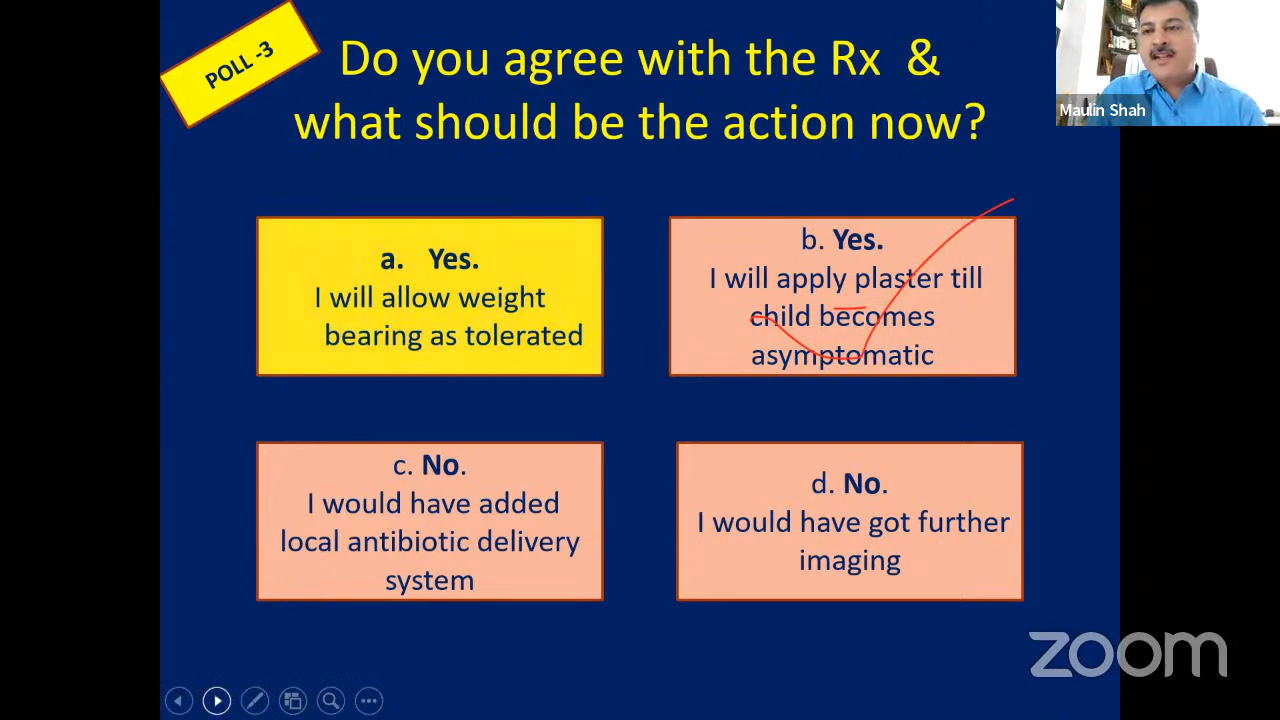 POLL -3
Do you agree with the Rx &
what should be the action now?
Maulin Shah
a. Yes.
I will allow weight
bearing as tolerated
b. Yes.
I will apply plaster till
child becomes
asymptomatic
c. No.
I would have added
local antibiotic delivery
system
d. No.
I would have got further
imaging
zoom